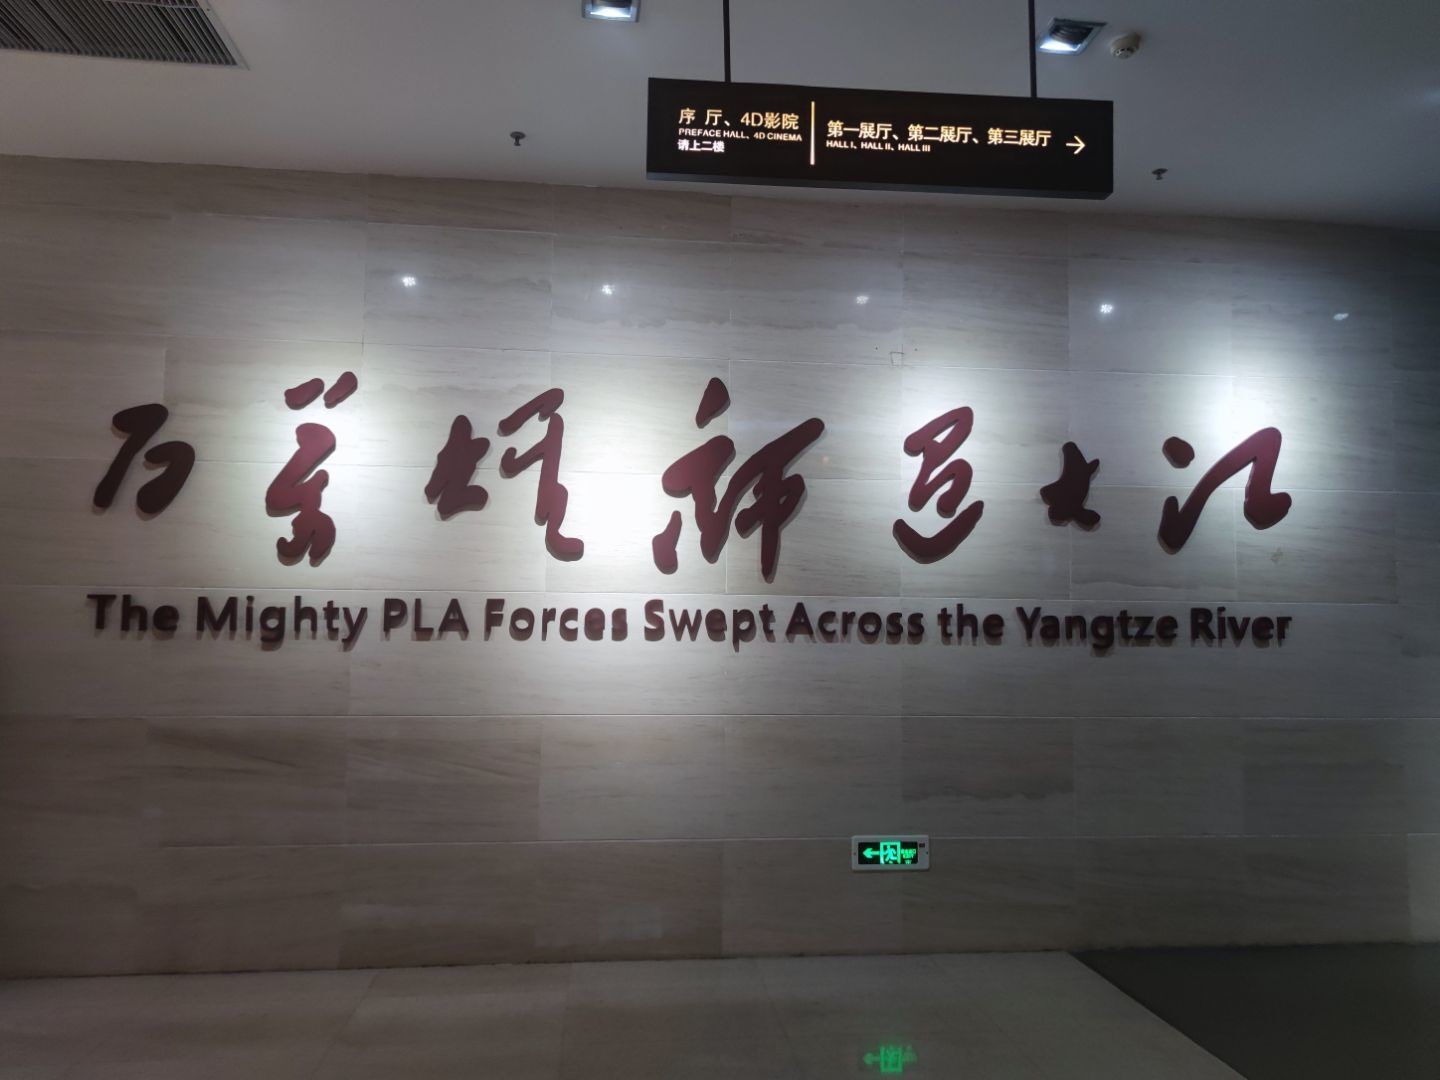 序 厅、4D影院
PREFACE HALL、4D CINEMA
请上二楼
第一展厅、第二展厅、第三展厅
HALL I、HALL II、HALL III
百万雄师过大江
The Mighty PLA Forces Swept Across the Yangtze River